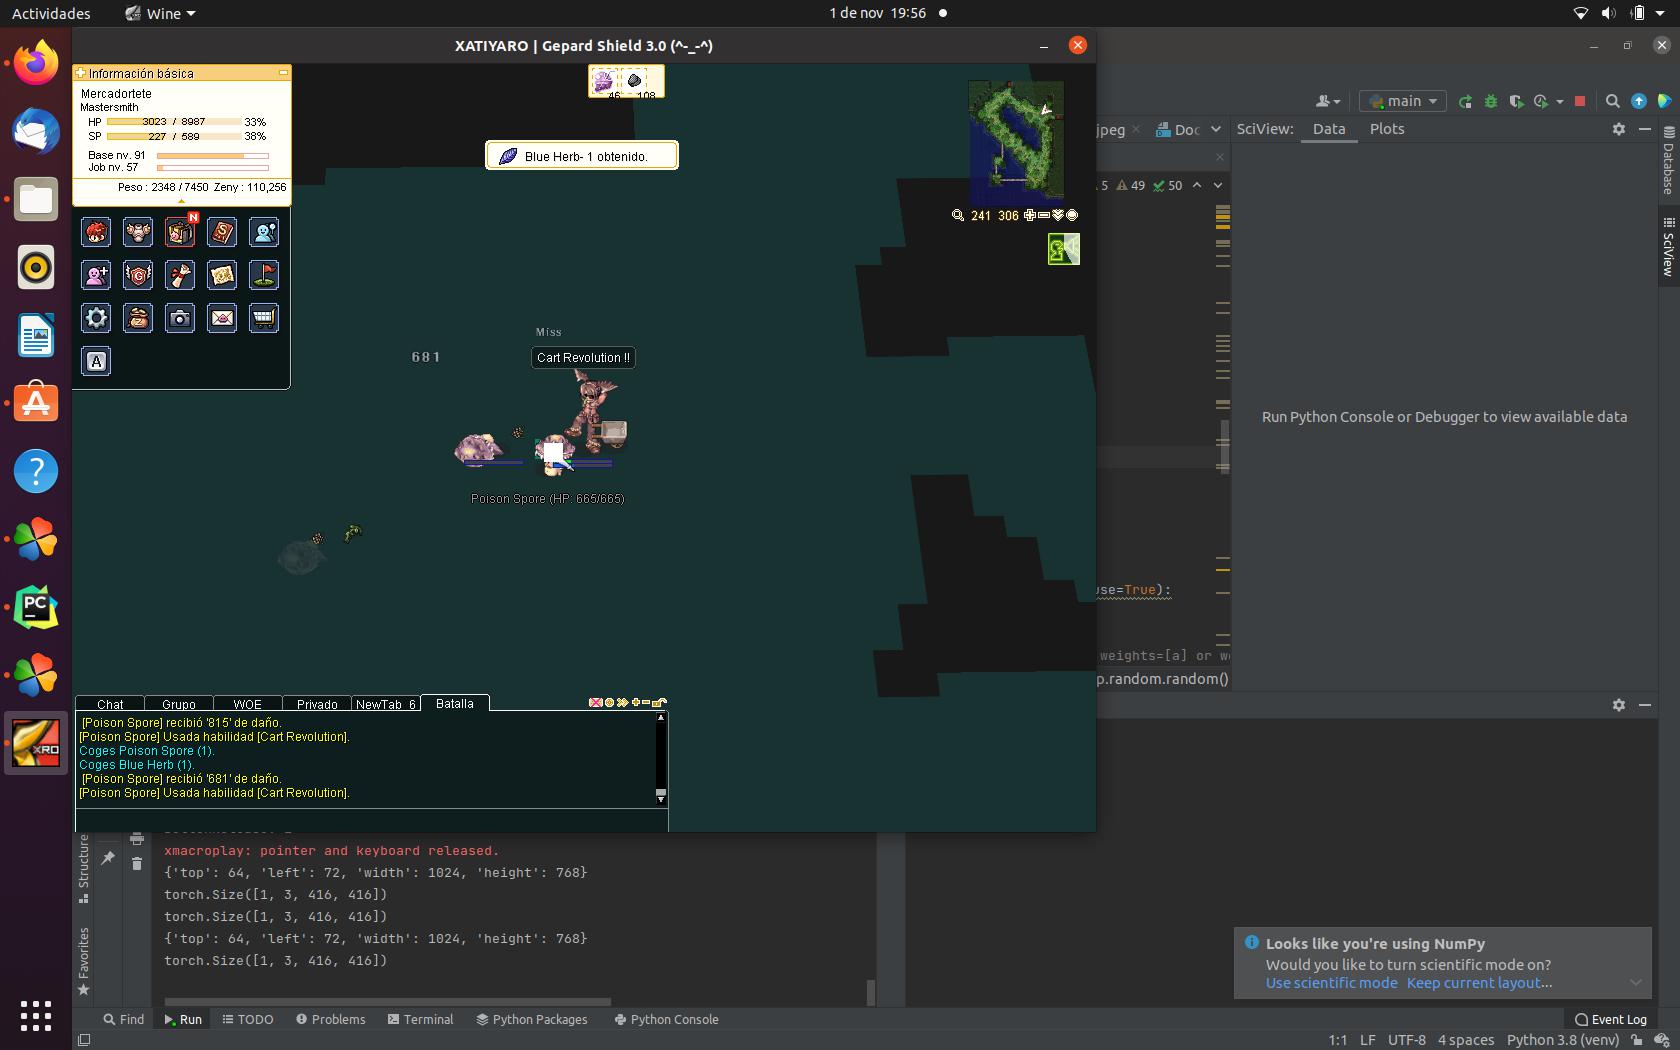 Actividades
Wine
1 de nov 19:56
XATIYARO | Gepard Shield 3.0 (^-_-^)
Información básica
Mercadortete
Mastersmith
HP 3023 / 8987 33%
SP 227 / 589 38%
Base nv. 91
Job nv. 57
Peso : 2348 / 7450 Zeny : 110,256
N
A
46 108
Blue Herb- 1 obtenido.
241 306
Miss
681
Cart Revolution !!
Poison Spore (HP: 665/665)
Chat Grupo WOE Privado NewTab_6 Batalla
[Poison Spore] recibió '815' de daño.
[Poison Spore] Usada habilidad [Cart Revolution].
Coges Poison Spore (1).
Coges Blue Herb (1).
[Poison Spore] recibió '681' de daño.
[Poison Spore] Usada habilidad [Cart Revolution].
main
jpeg
Doc
SciView: Data Plots
5 49 50
Database
SciView
Run Python Console or Debugger to view available data
use=True):
weights=[a] or w
p.random.random()
PC
XRO
xmacroplay: pointer and keyboard released.
{'top': 64, 'left': 72, 'width': 1024, 'height': 768}
torch.Size([1, 3, 416, 416])
torch.Size([1, 3, 416, 416])
{'top': 64, 'left': 72, 'width': 1024, 'height': 768}
torch.Size([1, 3, 416, 416])
Structure
Favorites
Looks like you're using NumPy
Would you like to turn scientific mode on?
Use scientific mode Keep current layout...
Find Run TODO Problems Terminal Python Packages Python Console
Event Log
1:1 LF UTF-8 4 spaces Python 3.8 (venv)